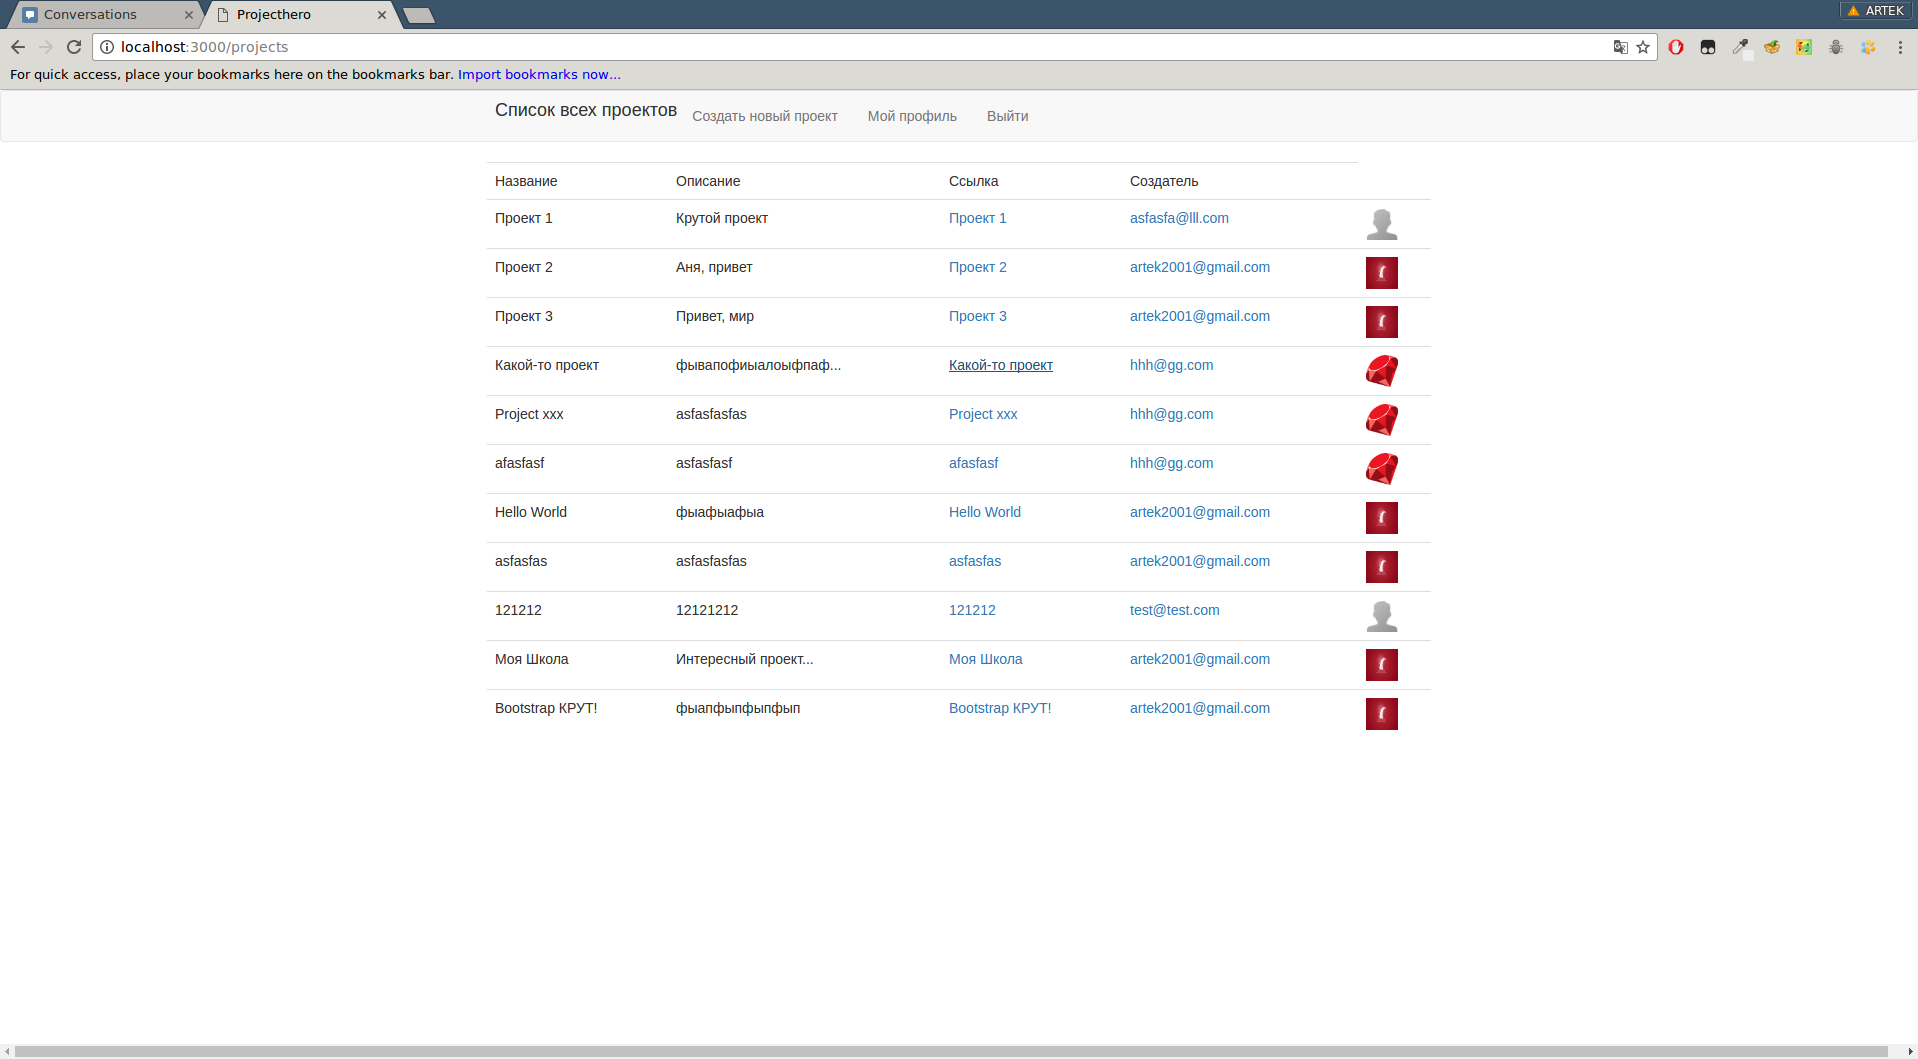 Conversations Projecthero ARTEK
localhost:3000/projects
For quick access, place your bookmarks here on the bookmarks bar. Import bookmarks now...
Список всех проектов Создать новый проект Мой профиль Выйти
Название Описание Ссылка Создатель
Проект 1 Крутой проект Проект 1 asfasfa@lll.com
Проект 2 Аня, привет Проект 2 artek2001@gmail.com
Проект 3 Привет, мир Проект 3 artek2001@gmail.com
Какой-то проект фывапофиыалоыфпаф... Какой-то проект hhh@gg.com
Project xxx asfasfasfas Project xxx hhh@gg.com
afasfasf asfasfasf afasfasf hhh@gg.com
Hello World фыафыафыа Hello World artek2001@gmail.com
asfasfas asfasfasfas asfasfas artek2001@gmail.com
121212 12121212 121212 test@test.com
Моя Школа Интересный проект... Моя Школа artek2001@gmail.com
Bootstrap КРУТ! фыапфыпфыпфып Bootstrap КРУТ! artek2001@gmail.com